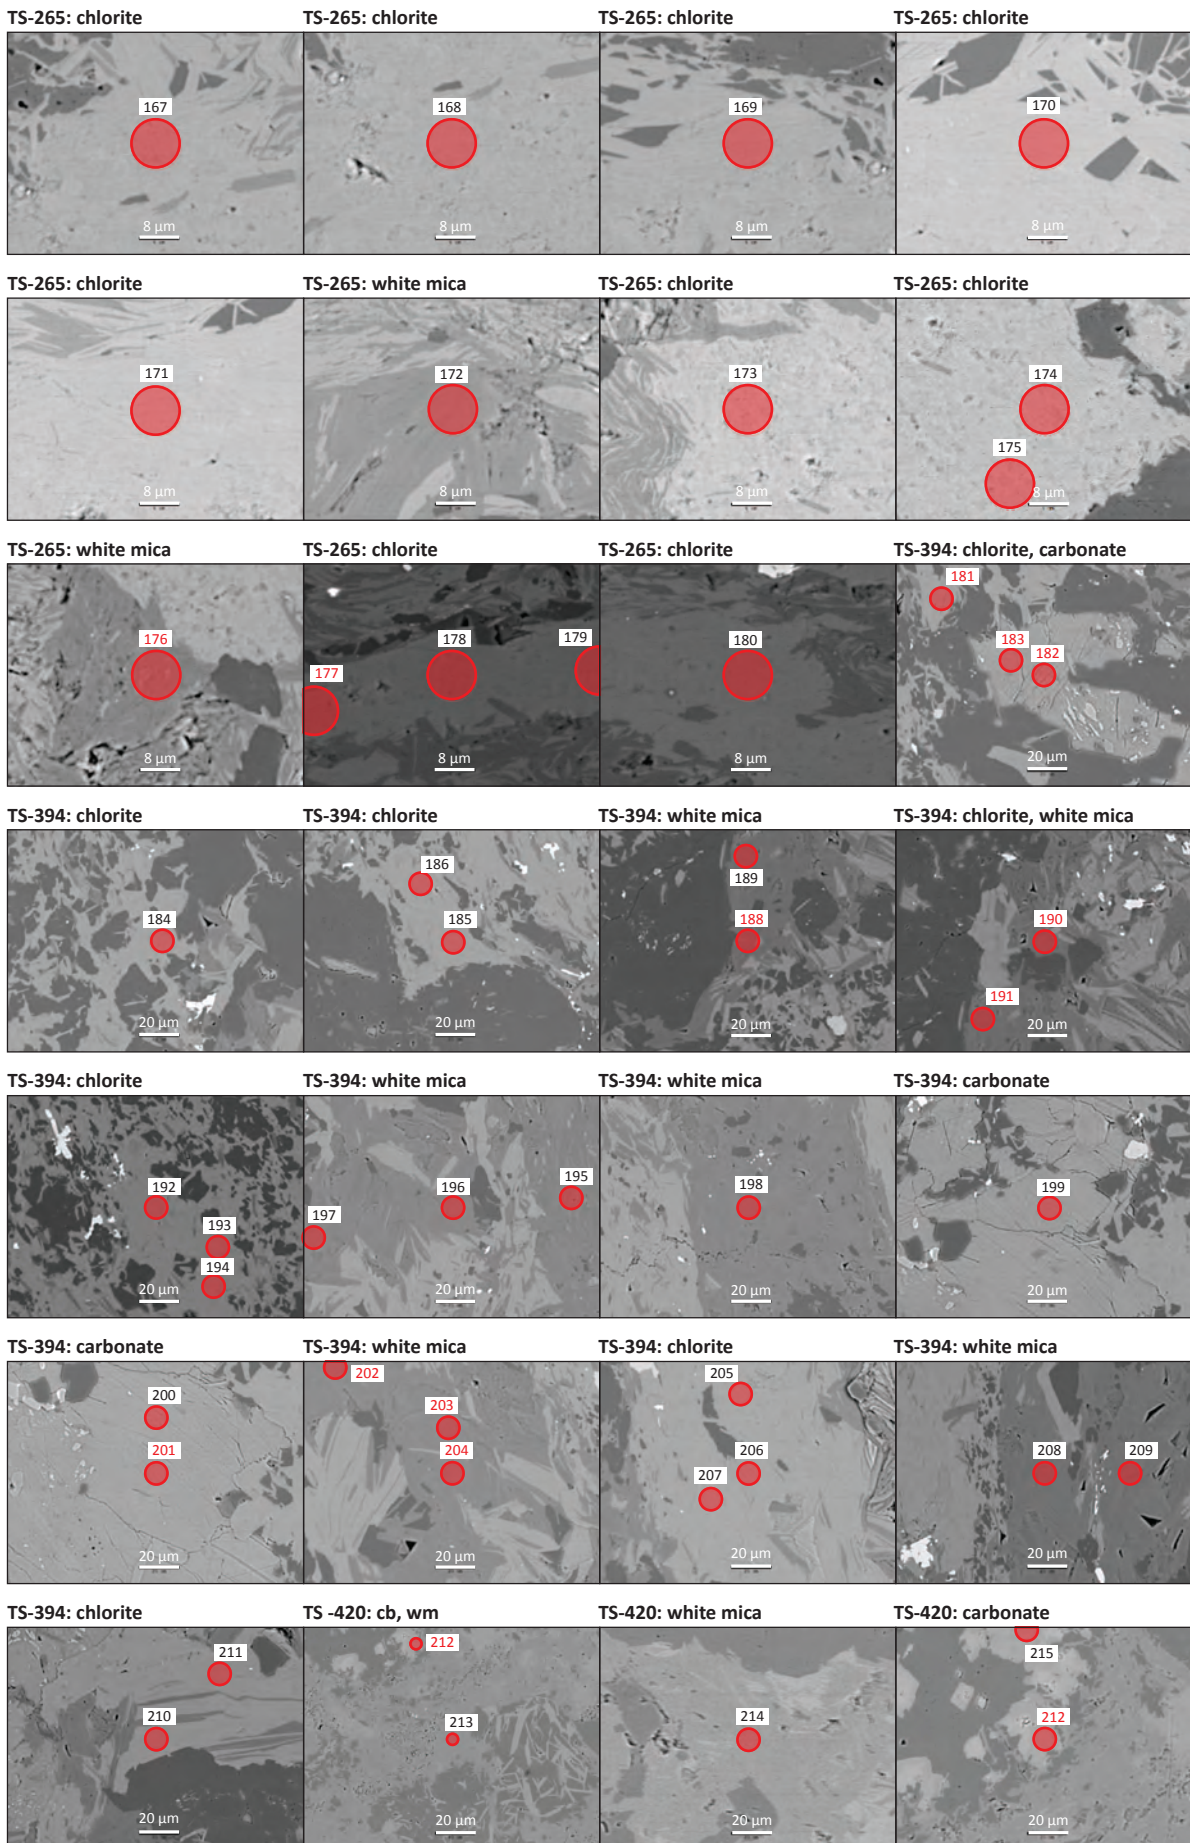 TS-265: chlorite
TS-265: chlorite
TS-265: chlorite
TS-265: chlorite
167
168
169
170
8 µm
8 µm
8 µm
8 µm
TS-265: chlorite
TS-265: white mica
TS-265: chlorite
TS-265: chlorite
171
172
173
174
175
8 µm
8 µm
8 µm
8 µm
TS-265: white mica
TS-265: chlorite
TS-265: chlorite
TS-394: chlorite, carbonate
176
177
178
179
180
181
183
182
8 µm
8 µm
8 µm
20 µm
TS-394: chlorite
TS-394: chlorite
TS-394: white mica
TS-394: chlorite, white mica
184
186
185
189
188
190
191
20 µm
20 µm
20 µm
20 µm
TS-394: chlorite
TS-394: white mica
TS-394: white mica
TS-394: carbonate
192
193
194
197
196
195
198
199
20 µm
20 µm
20 µm
20 µm
TS-394: carbonate
TS-394: white mica
TS-394: chlorite
TS-394: white mica
200
201
202
203
204
205
206
207
208
209
20 µm
20 µm
20 µm
20 µm
TS-394: chlorite
TS -420: cb, wm
TS-420: white mica
TS-420: carbonate
211
210
212
213
214
215
212
20 µm
20 µm
20 µm
20 µm